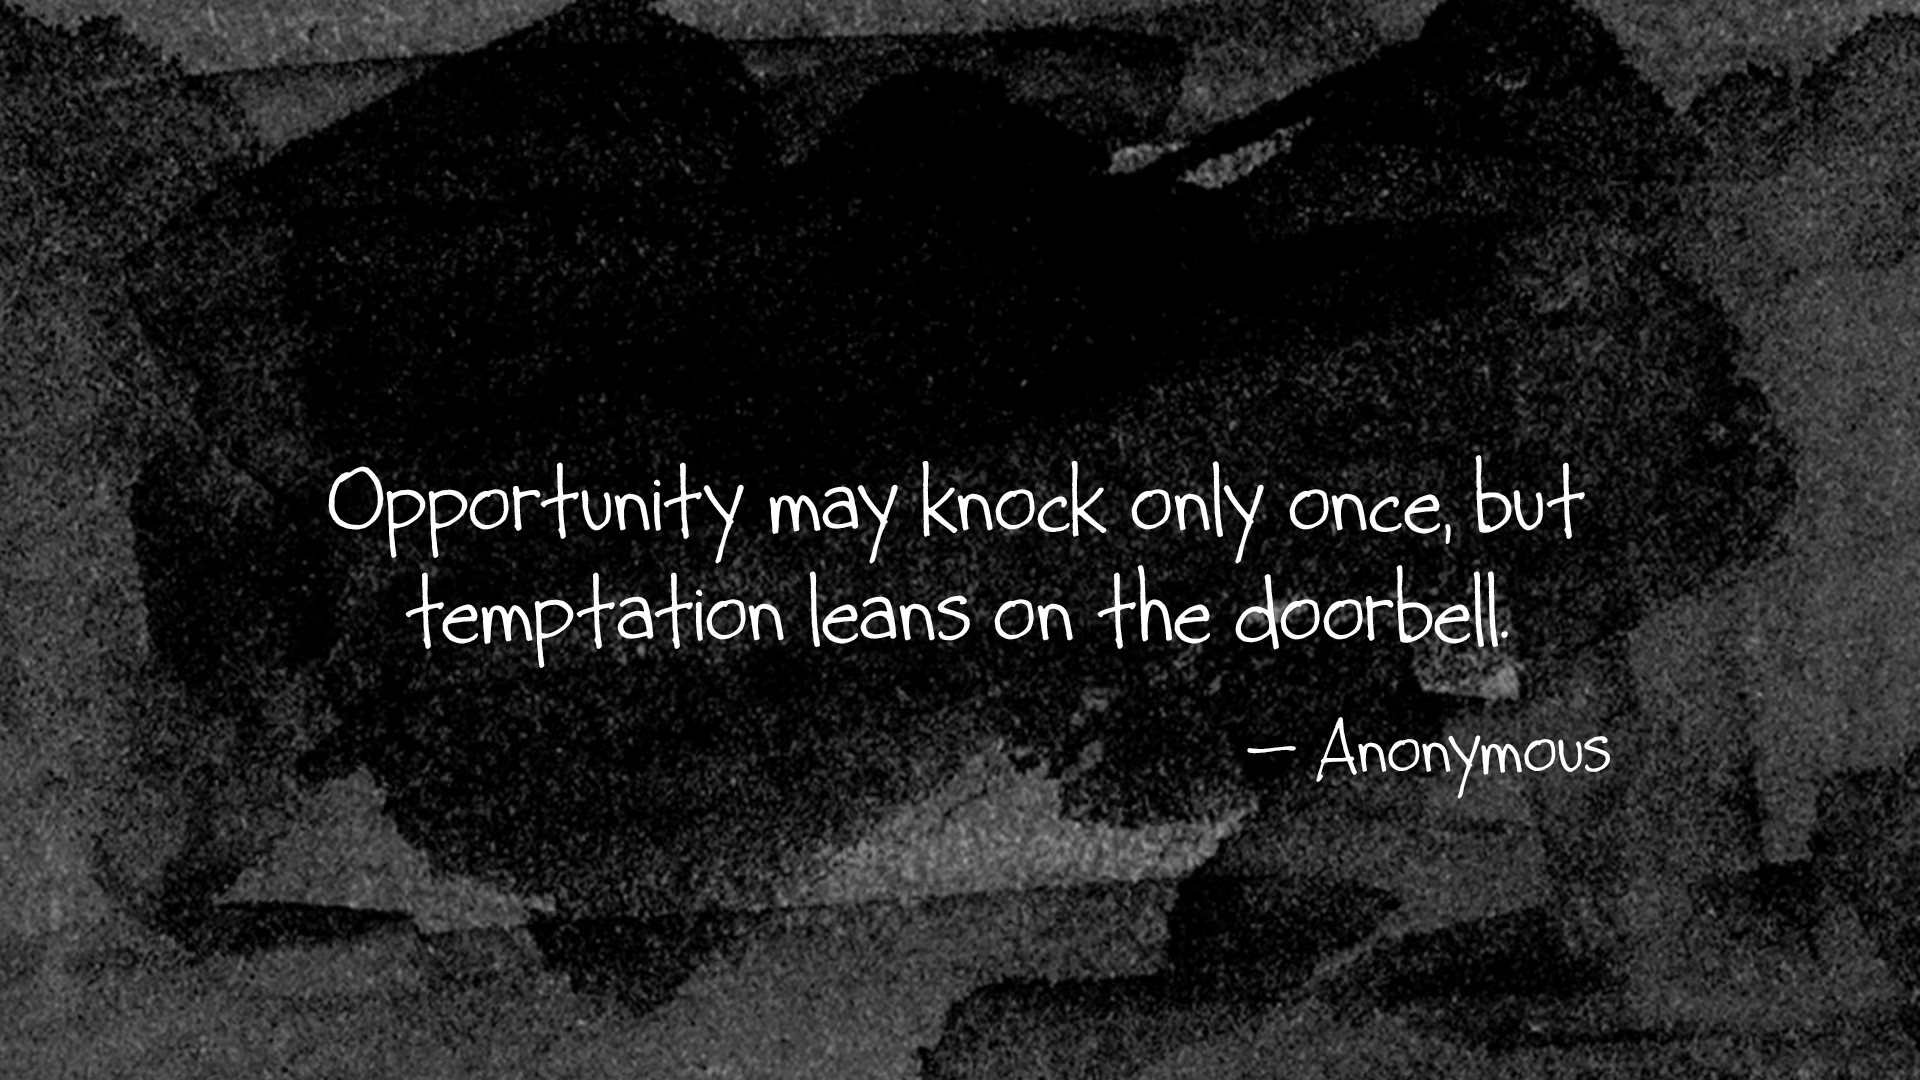 Opportunity may knock only once, but
temptation leans on the doorbell.
— Anonymous